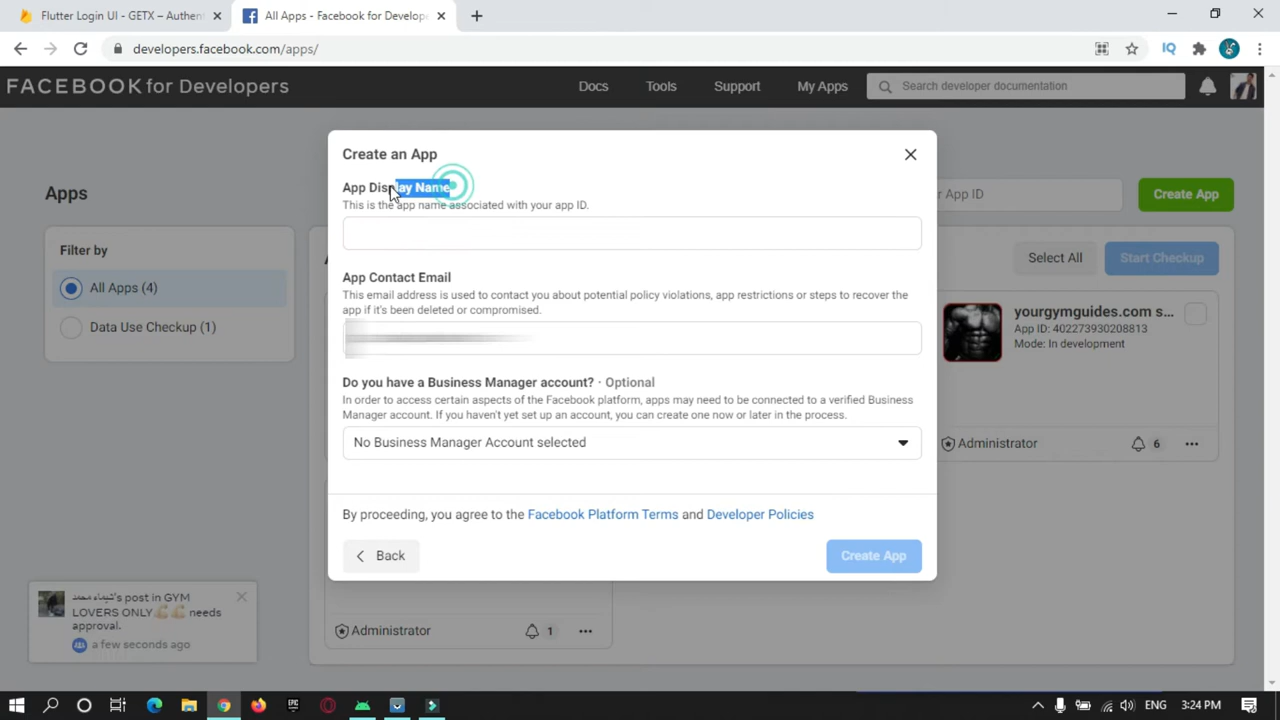 Flutter Login UI - GETX – Authent
All Apps - Facebook for Develope
developers.facebook.com/apps/
IQ
FACEBOOK for Developers
Docs
Tools
Support
My Apps
Search developer documentation
Apps
App ID
Create App
Filter by
All Apps (4)
Data Use Checkup (1)
Select All
Start Checkup
yourgymguides.com s...
App ID: 402273930208813
Mode: In development
Administrator
6
Create an App
App Display Name
This is the app name associated with your app ID.
App Contact Email
This email address is used to contact you about potential policy violations, app restrictions or steps to recover the
app if it's been deleted or compromised.
Do you have a Business Manager account? · Optional
In order to access certain aspects of the Facebook platform, apps may need to be connected to a verified Business
Manager account. If you haven't yet set up an account, you can create one now or later in the process.
No Business Manager Account selected
By proceeding, you agree to the Facebook Platform Terms and Developer Policies
Back
Create App
شيماء محمد's post in GYM
LOVERS ONLY💪💪 needs
approval.
a few seconds ago
Administrator
1
EPIC
ENG
3:24 PM